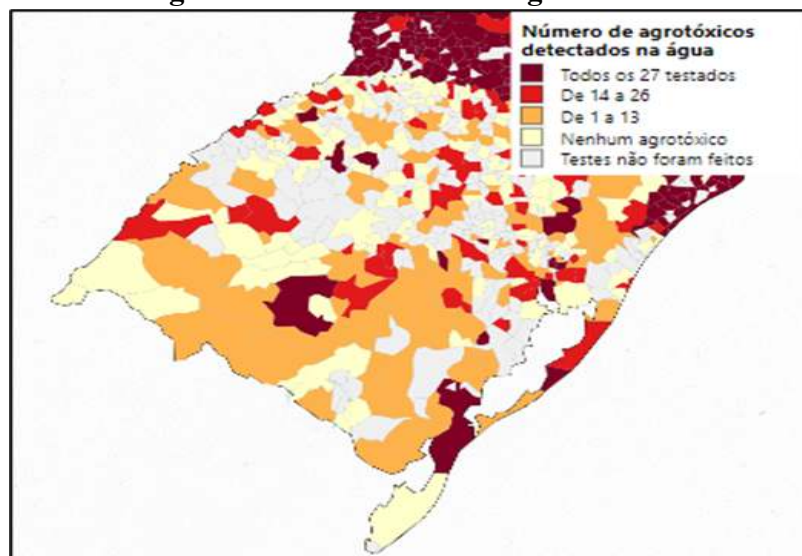 Número de agrotóxicos
detectados na água
Todos os 27 testados
De 14 a 26
De 1 a 13
Nenhum agrotóxico
Testes não foram feitos